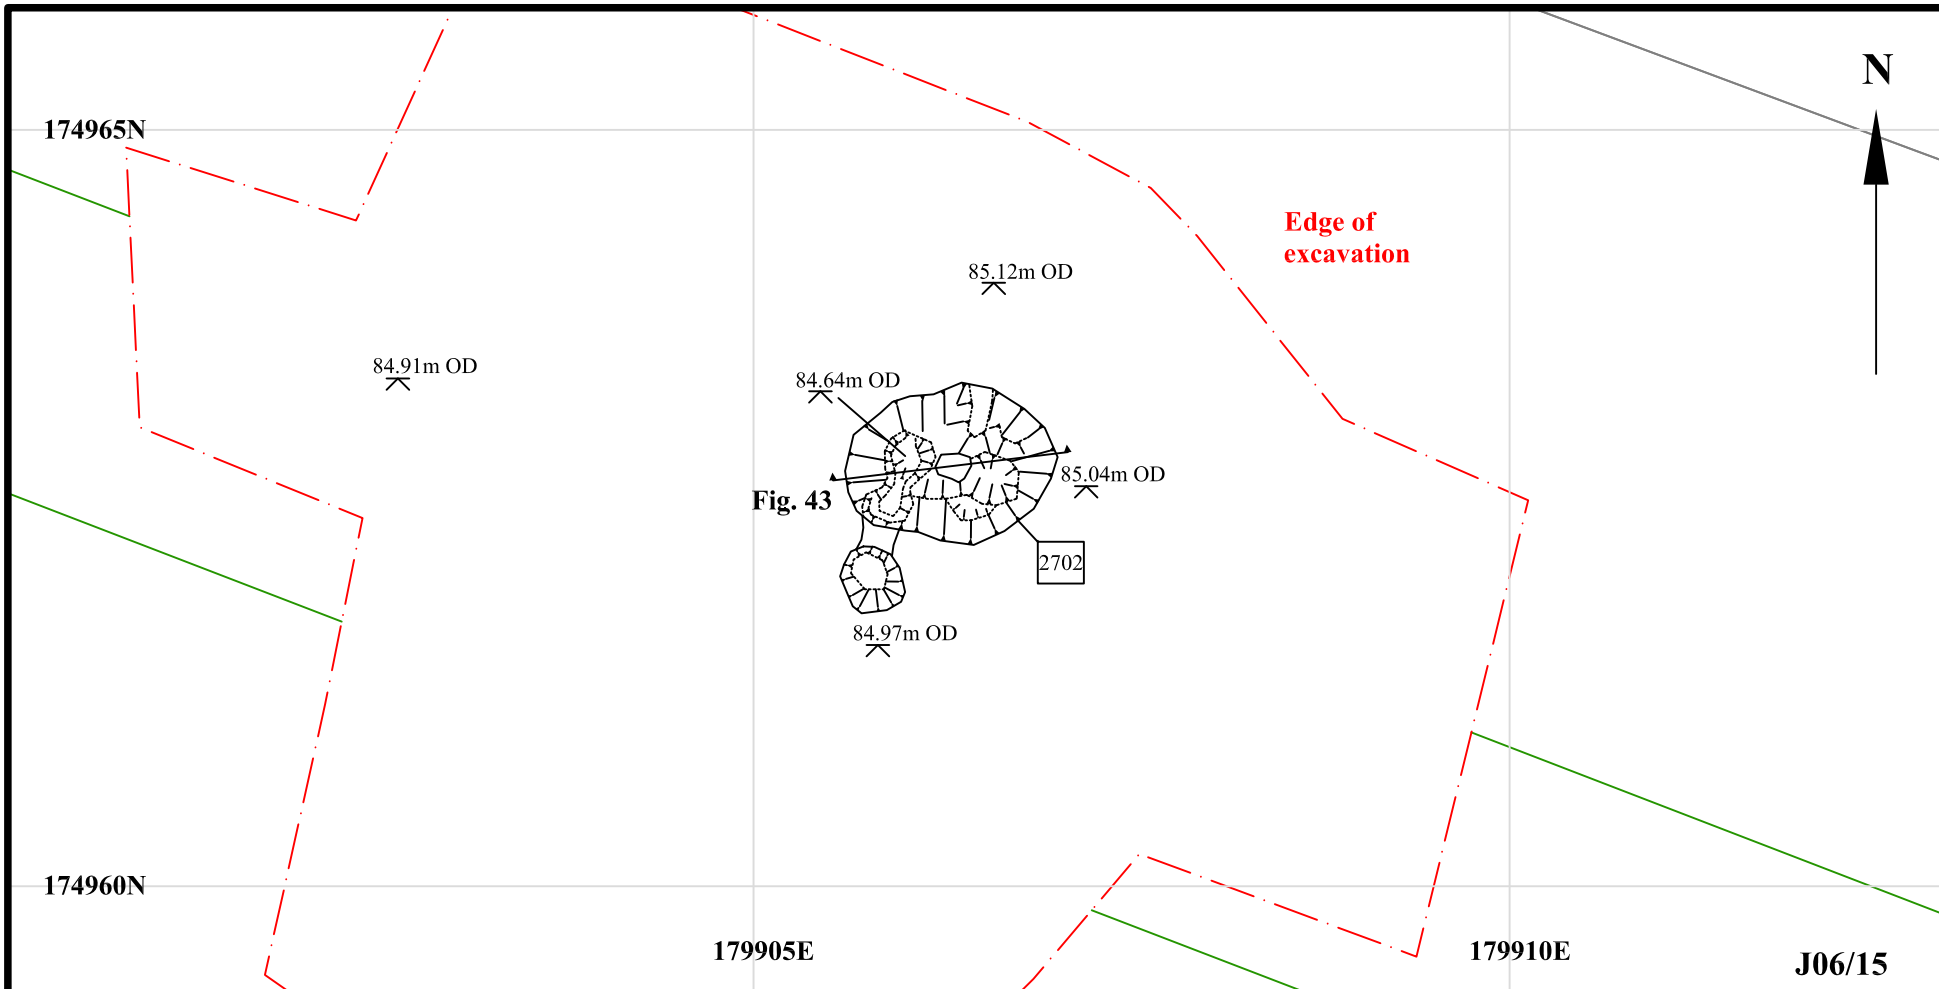 N
174965N
Edge of
excavation
85.12m OD
84.91m OD
84.64m OD
85.04m OD
Fig. 43
2702
84.97m OD
174960N
179905E
179910E
J06/15